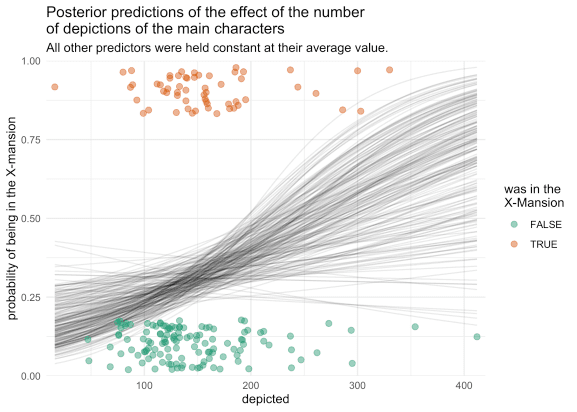 Posterior predictions of the effect of the number
of depictions of the main characters
All other predictors were held constant at their average value.
1.00
0.75
0.50
0.25
0.00
probability of being in the X-mansion
100
200
300
400
depicted
was in the
X-Mansion
FALSE
TRUE